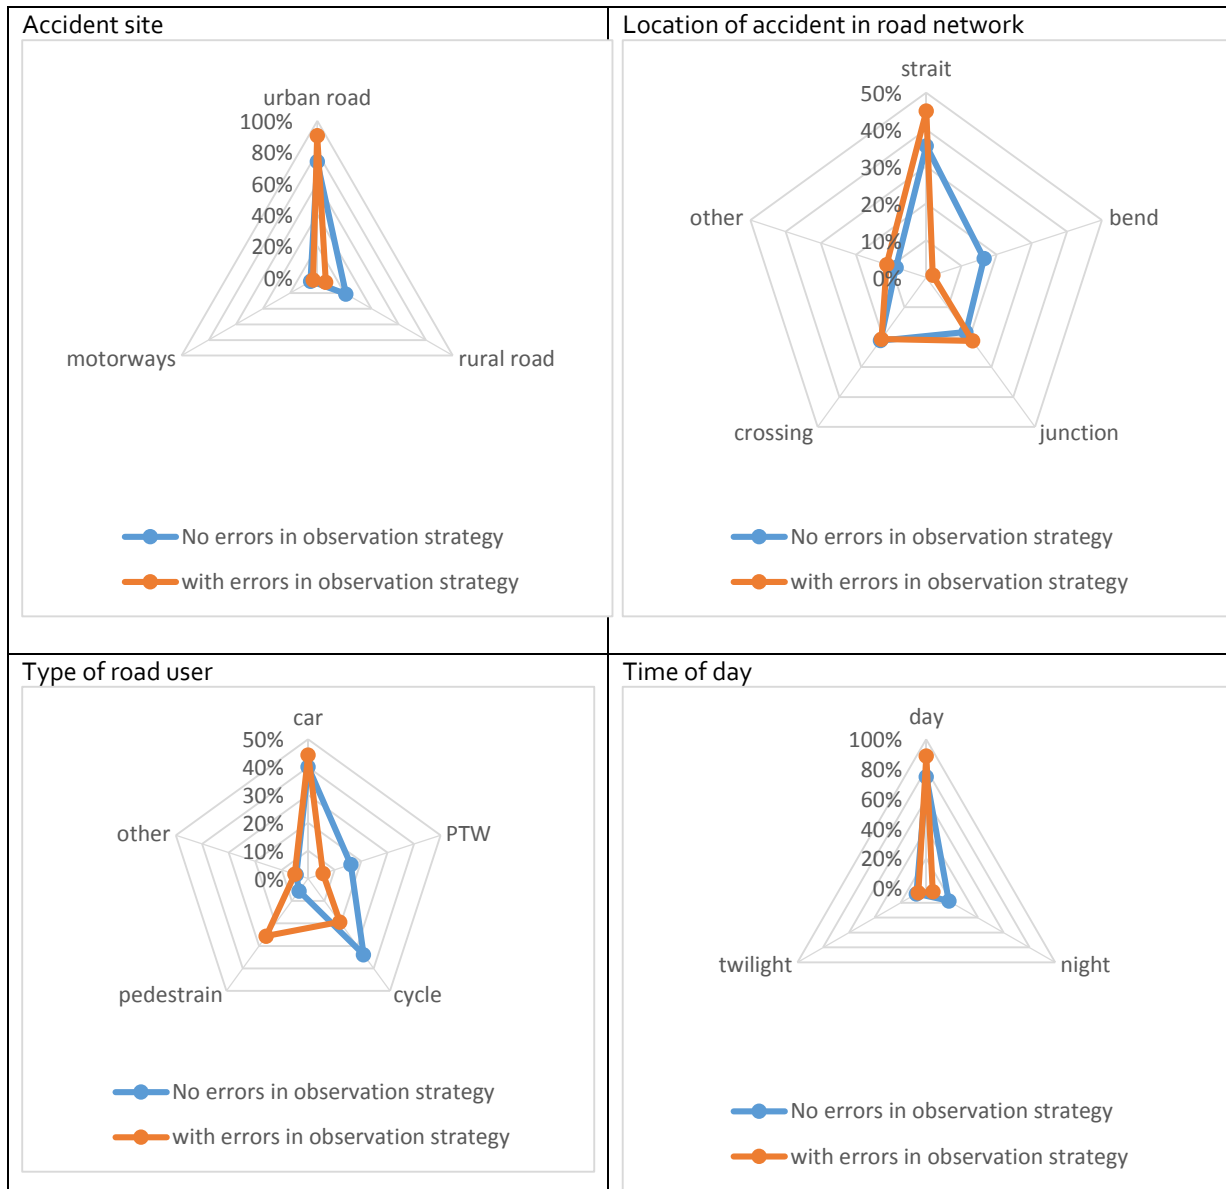 Accident site
urban road
100%
80%
60%
40%
20%
0%
motorways
rural road
No errors in observation strategy
with errors in observation strategy
Location of accident in road network
strait
50%
40%
30%
20%
10%
0%
other
bend
crossing
junction
No errors in observation strategy
with errors in observation strategy
Type of road user
car
50%
40%
30%
20%
10%
0%
other
PTW
pedestrain
cycle
No errors in observation strategy
with errors in observation strategy
Time of day
day
100%
80%
60%
40%
20%
0%
twilight
night
No errors in observation strategy
with errors in observation strategy